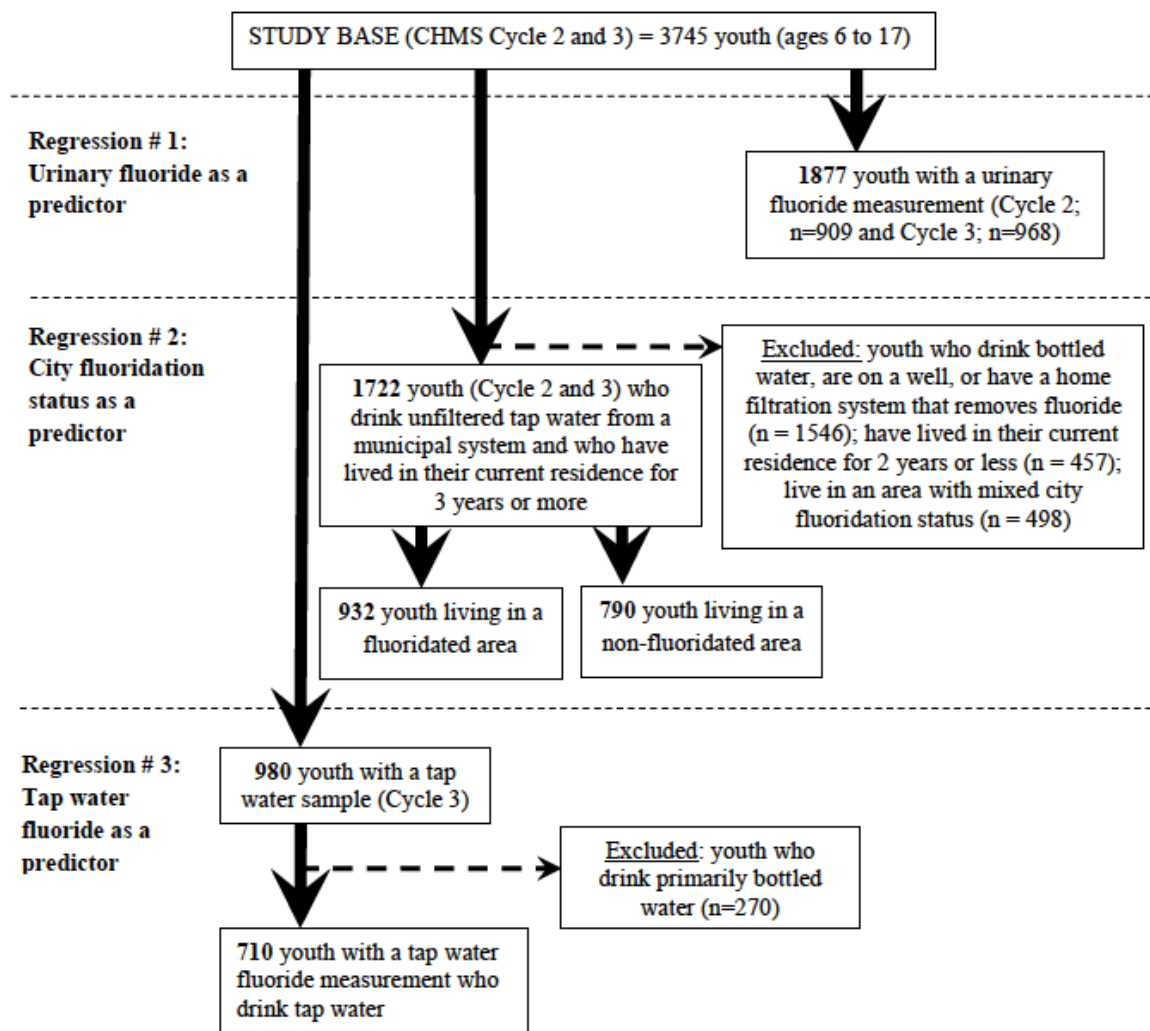 STUDY BASE (CHMS Cycle 2 and 3) = 3745 youth (ages 6 to 17)
Regression # 1:
Urinary fluoride as a
predictor
1877 youth with a urinary
fluoride measurement (Cycle 2;
n=909 and Cycle 3; n=968)
Regression # 2:
City fluoridation
status as a
predictor
1722 youth (Cycle 2 and 3) who
drink unfiltered tap water from a
municipal system and who have
lived in their current residence for
3 years or more
Excluded: youth who drink bottled
water, are on a well, or have a home
filtration system that removes fluoride
(n = 1546); have lived in their current
residence for 2 years or less (n = 457);
live in an area with mixed city
fluoridation status (n = 498)
932 youth living in a
fluoridated area
790 youth living in a
non-fluoridated area
Regression # 3:
Tap water
fluoride as a
predictor
980 youth with a tap
water sample (Cycle 3)
Excluded: youth who
drink primarily bottled
water (n=270)
710 youth with a tap water
fluoride measurement who
drink tap water